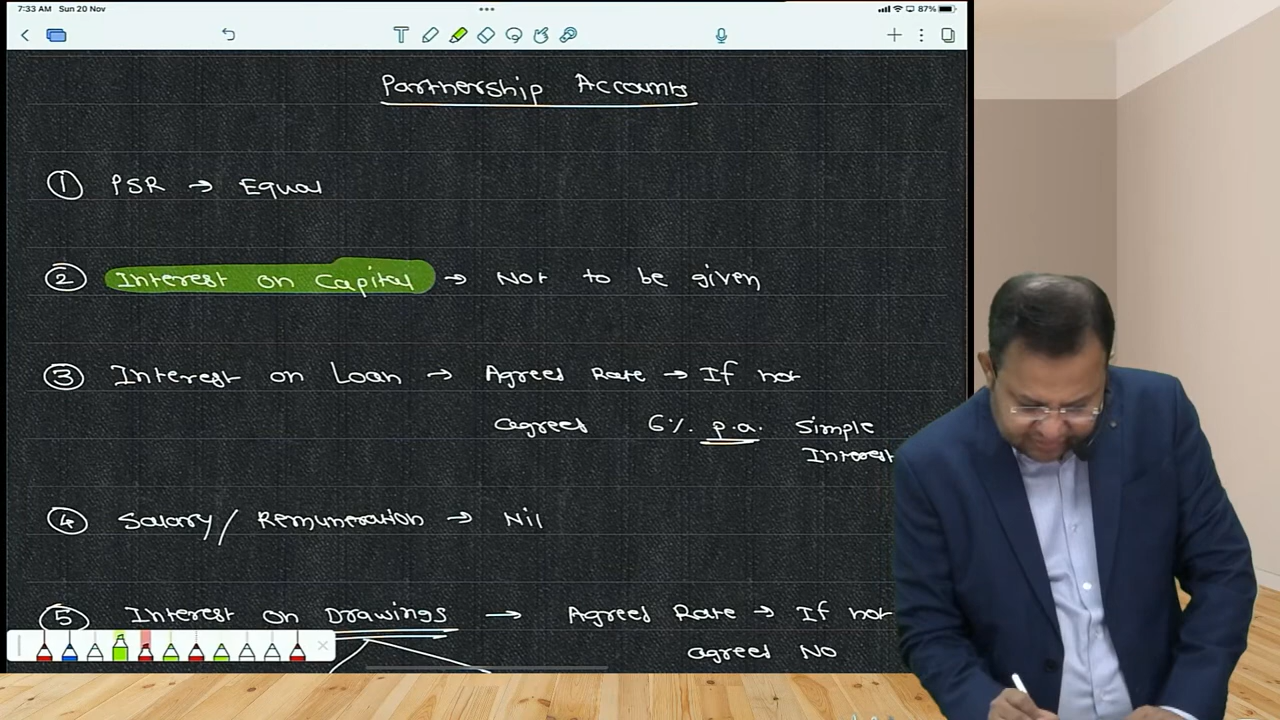 7:33 AM Sun 20 Nov
87%
Partnership Accounts
① PSR → Equal
② Interest on Capital → Not to be given
③ Interest on Loan → Agreed Rate → If not
agreed 6% p.a. Simple
Interest
④ Salary/ Remuneration → Nil
⑤ Interest on Drawings → Agreed Rate → If not
agreed NO